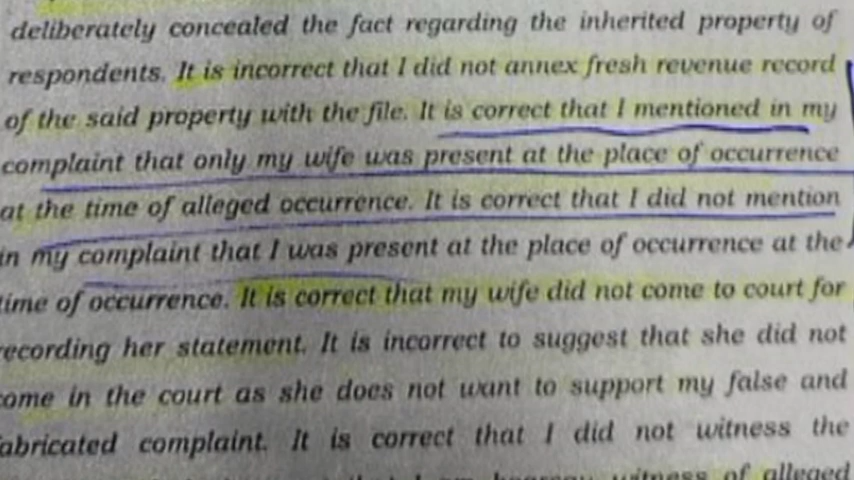 deliberately concealed the fact regarding the inherited property of
respondents. It is incorrect that I did not annex fresh revenue record
of the said property with the file. It is correct that I mentioned in my
complaint that only my wife was present at the place of occurrence
at the time of alleged occurrence. It is correct that I did not mention
in my complaint that I was present at the place of occurrence at the
time of occurrence. It is correct that my wife did not come to court for
recording her statement. It is incorrect to suggest that she did not
come in the court as she does not want to support my false and
fabricated complaint. It is correct that I did not witness the
witness of alleged